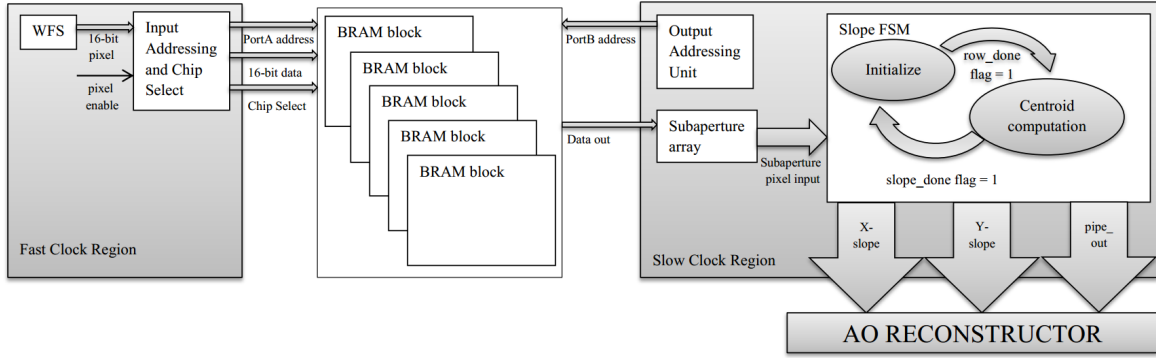 WFS
16-bit
pixel
pixel
enable
Input
Addressing
and Chip
Select
Fast Clock Region
PortA address
16-bit data
Chip Select
BRAM block
BRAM block
BRAM block
BRAM block
BRAM block
PortB address
Data out
Output
Addressing
Unit
Subaperture
array
Subaperture
pixel input
Slope FSM
Initialize
row_done
flag = 1
Centroid
computation
slope_done flag = 1
Slow Clock Region
X-
slope
Y-
slope
pipe_
out
AO RECONSTRUCTOR